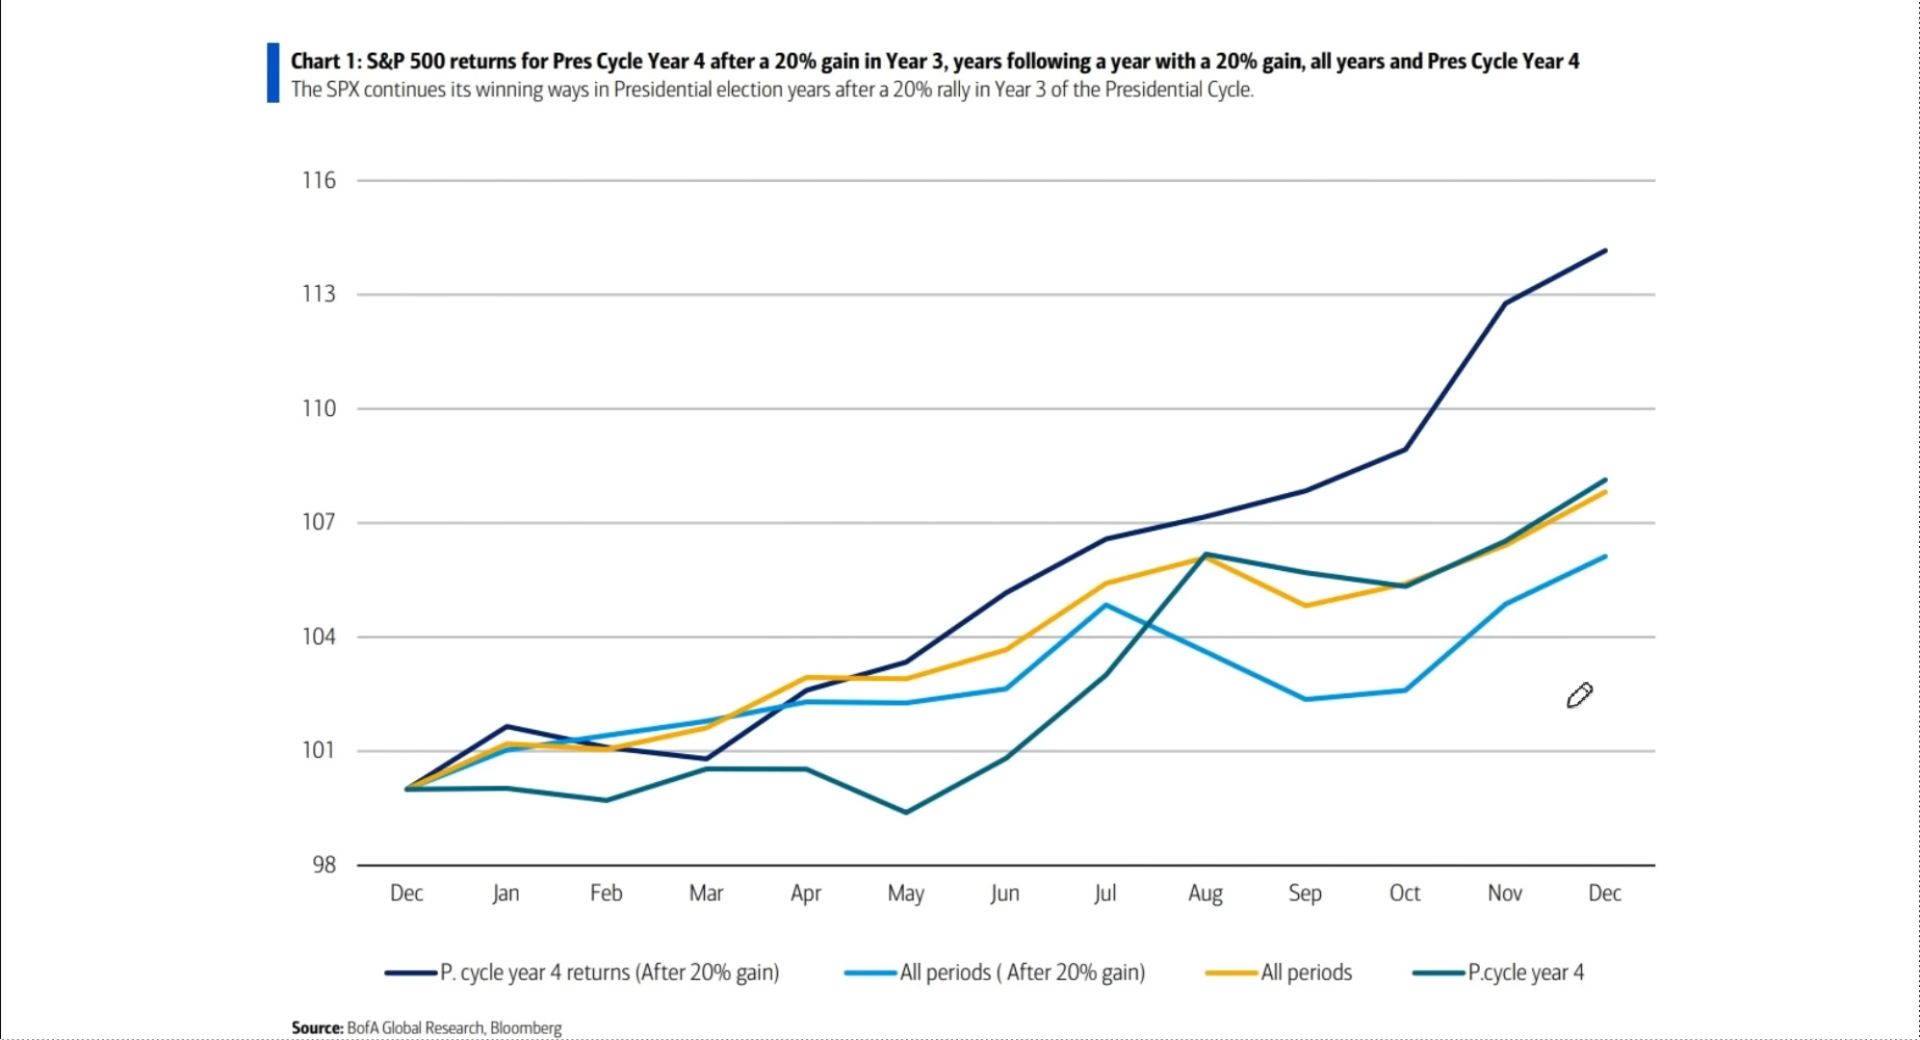 Chart 1: S&P 500 returns for Pres Cycle Year 4 after a 20% gain in Year 3, years following a year with a 20% gain, all years and Pres Cycle Year 4
The SPX continues its winning ways in Presidential election years after a 20% rally in Year 3 of the Presidential Cycle.
116
113
110
107
104
101
98
Dec Jan Feb Mar Apr May Jun Jul Aug Sep Oct Nov Dec
P. cycle year 4 returns (After 20% gain) All periods ( After 20% gain) All periods P.cycle year 4
Source: BofA Global Research, Bloomberg